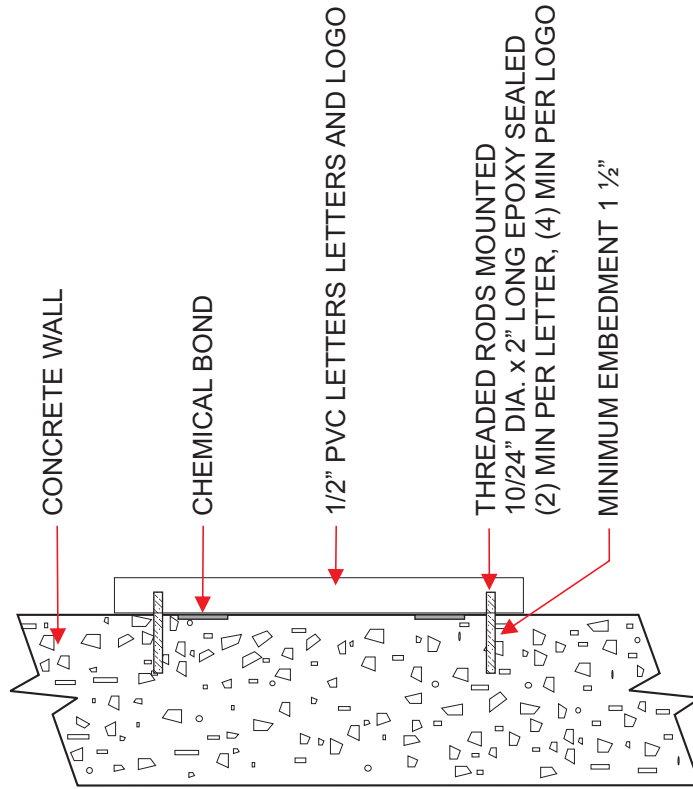 CONCRETE WALL
CHEMICAL BOND
1/2” PVC LETTERS LETTERS AND LOGO
THREADED RODS MOUNTED
10/24” DIA. x 2” LONG EPOXY SEALED
(2) MIN PER LETTER, (4) MIN PER LOGO
MINIMUM EMBEDMENT 1 ½”